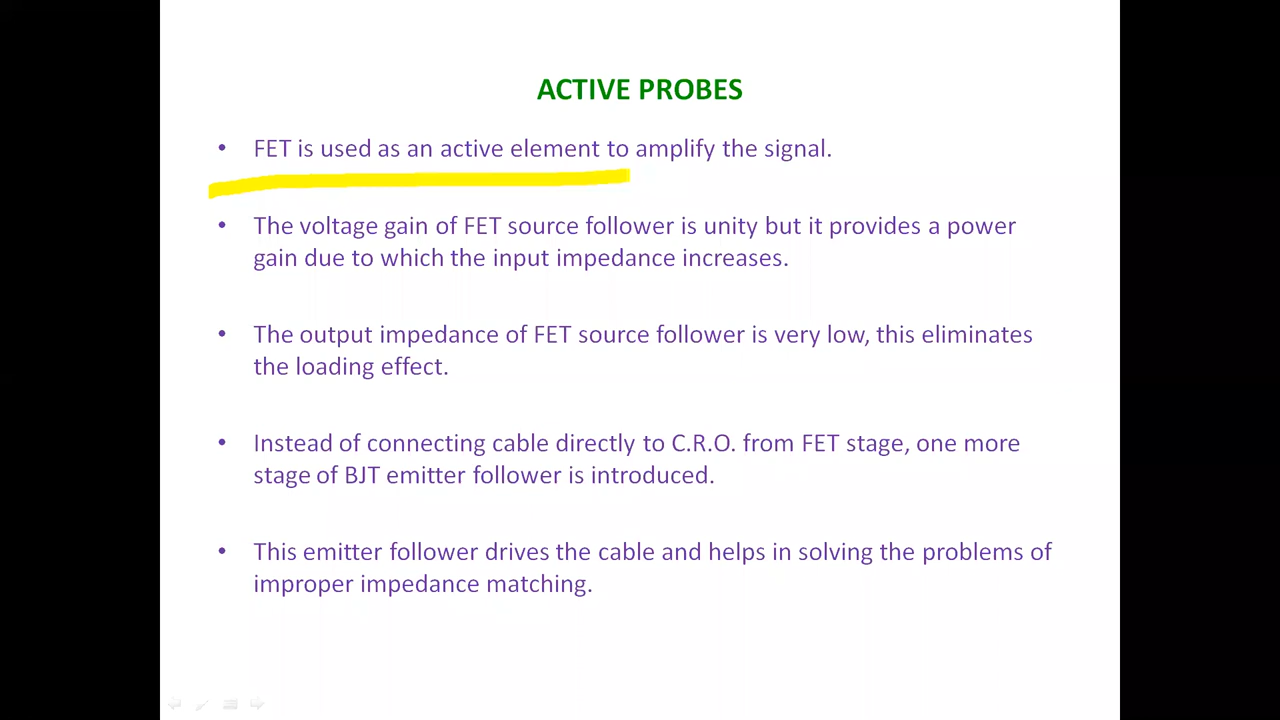 ACTIVE PROBES
• FET is used as an active element to amplify the signal.
• The voltage gain of FET source follower is unity but it provides a power
gain due to which the input impedance increases.
• The output impedance of FET source follower is very low, this eliminates
the loading effect.
• Instead of connecting cable directly to C.R.O. from FET stage, one more
stage of BJT emitter follower is introduced.
• This emitter follower drives the cable and helps in solving the problems of
improper impedance matching.